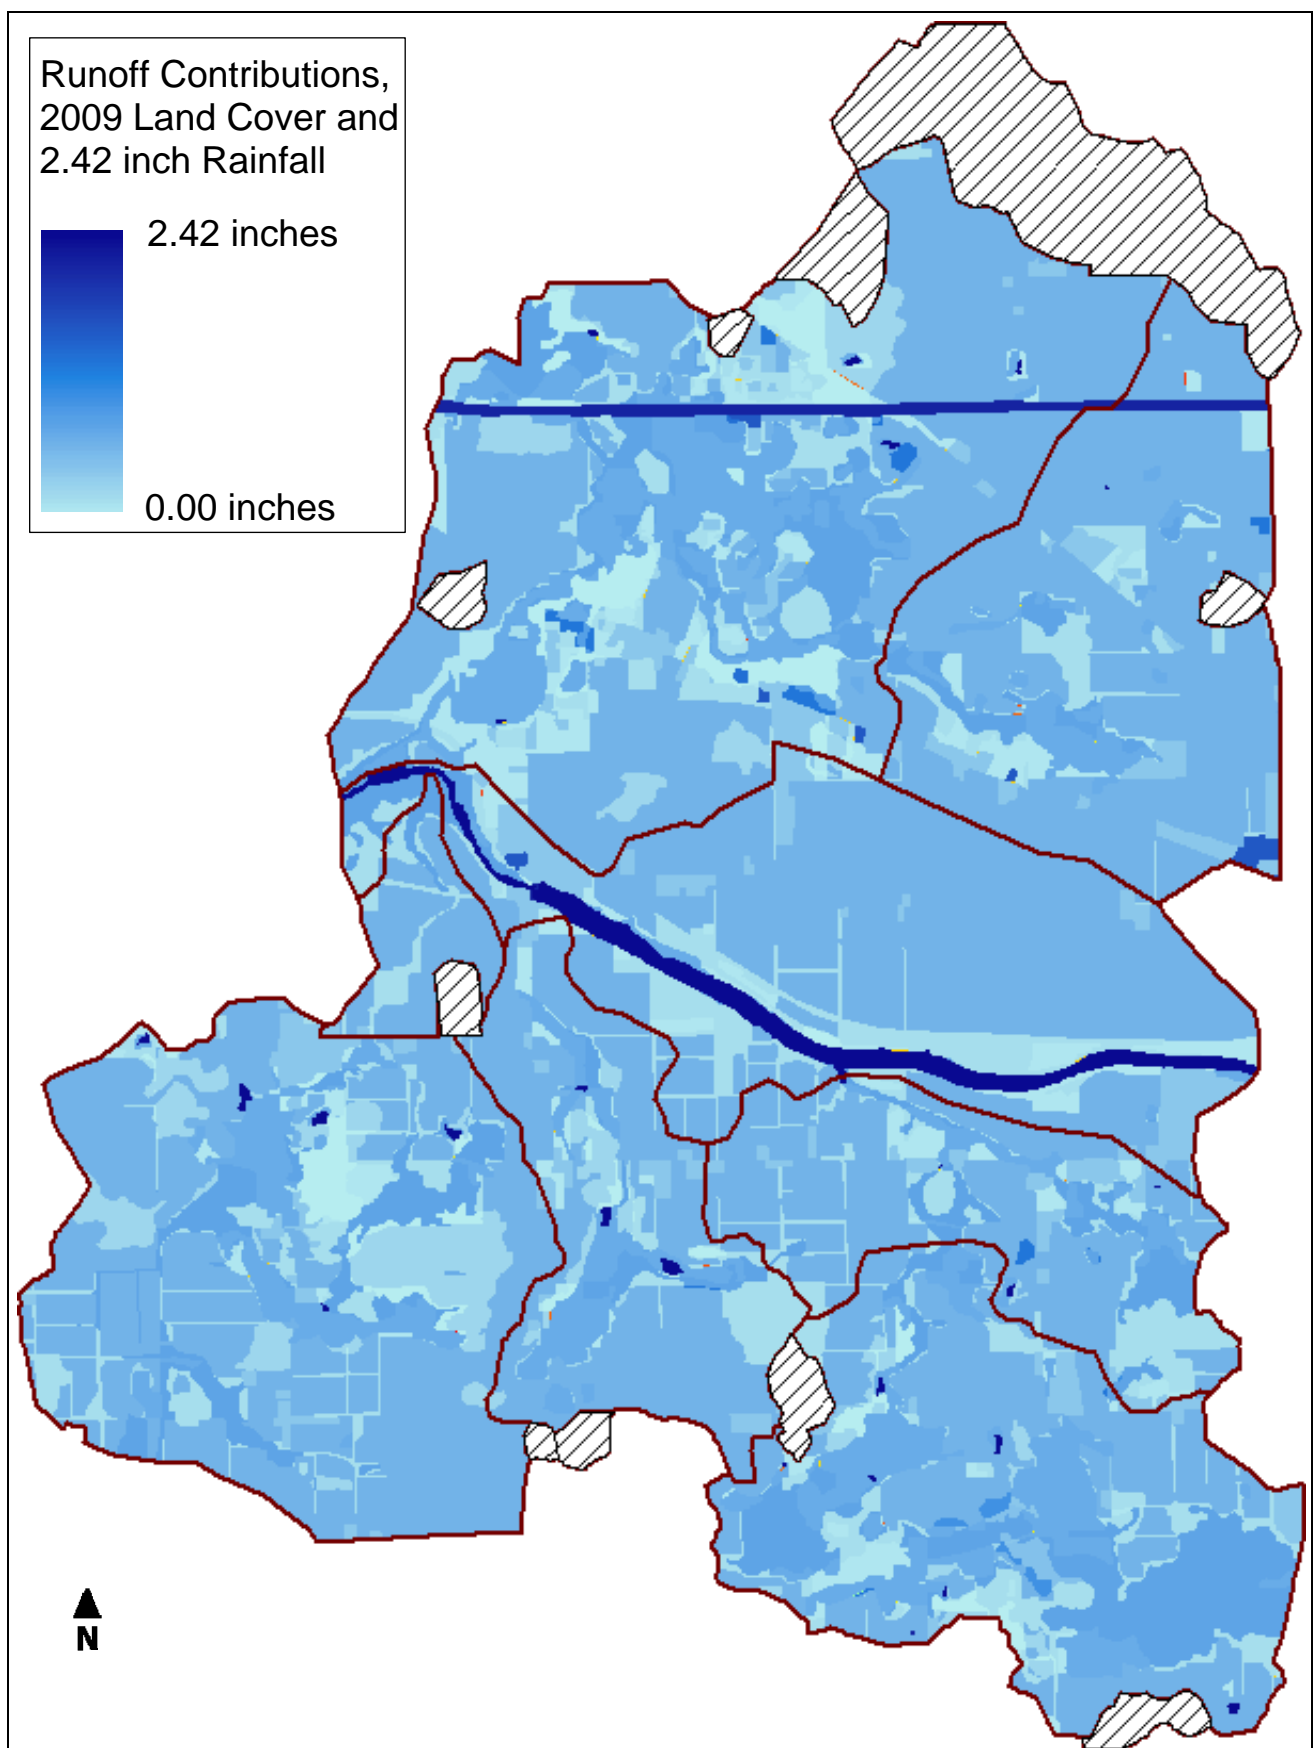 Runoff Contributions,
2009 Land Cover and
2.42 inch Rainfall
2.42 inches
0.00 inches
N